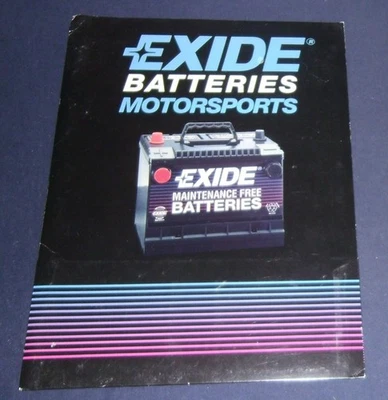 EXIDE®
BATTERIES
MOTORSPORTS
EXIDE
MAINTENANCE FREE
BATTERIES